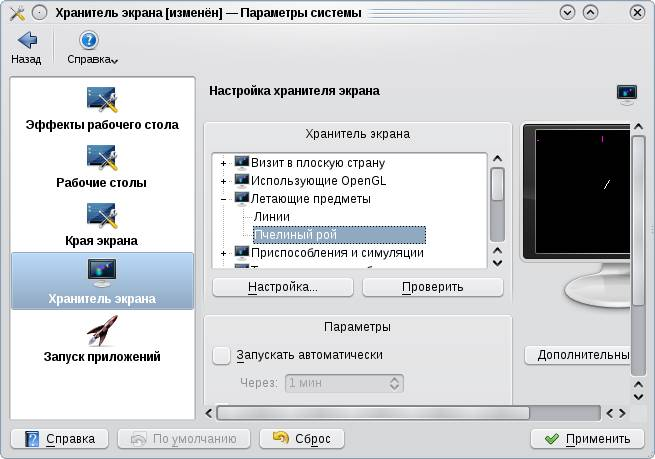 Хранитель экрана [изменён] — Параметры системы
Назад
Справка
Эффекты рабочего стола
Рабочие столы
Края экрана
Хранитель экрана
Запуск приложений
Настройка хранителя экрана
Хранитель экрана
Визит в плоскую страну
Использующие OpenGL
Летающие предметы
Линии
Пчелиный рой
Приспособления и симуляции
Настройка...
Проверить
Параметры
Запускать автоматически
Через: 1 мин
Дополнительны
Справка
По умолчанию
Сброс
Применить